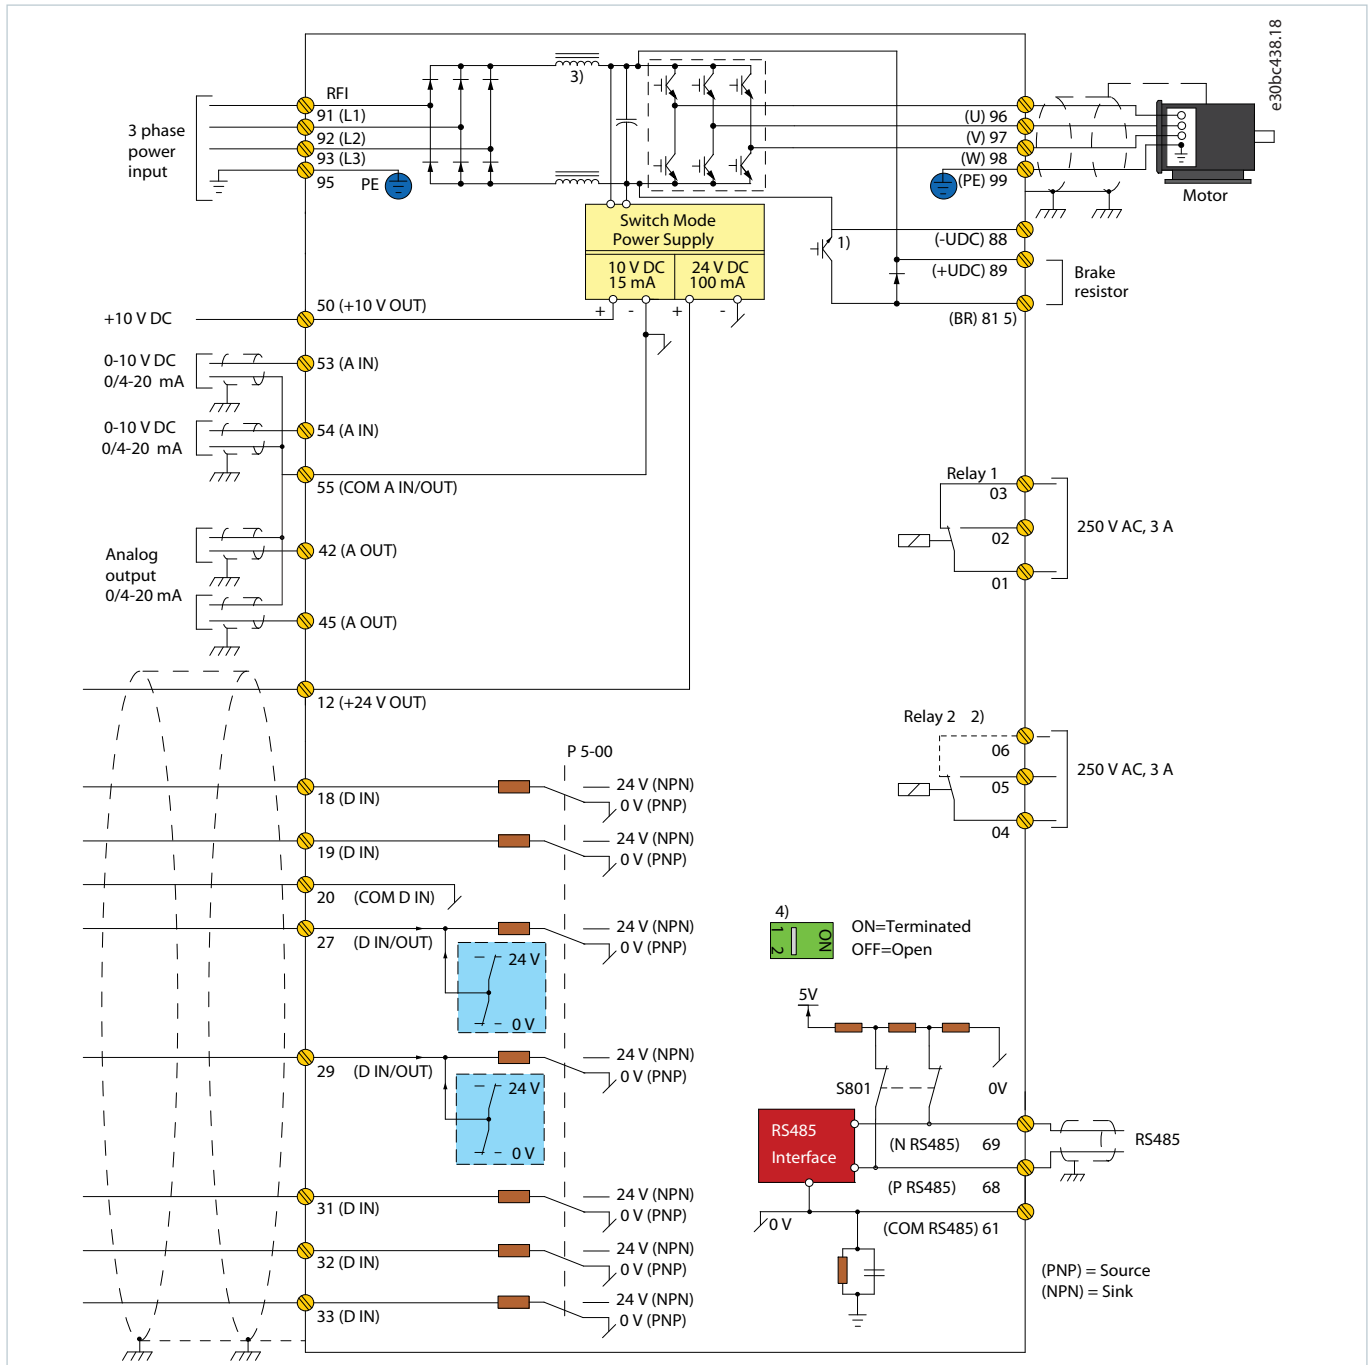 e30bc438.18
RFI
3)
91 (L1)
92 (L2)
93 (L3)
95
PE
3 phase
power
input
(U) 96
(V) 97
(W) 98
(PE) 99
Motor
Switch Mode
Power Supply
10 V DC
15 mA
24 V DC
100 mA
+ - + -
1)
(-UDC) 88
(+UDC) 89
(BR) 81 5)
Brake
resistor
+10 V DC
50 (+10 V OUT)
0-10 V DC
0/4-20 mA
53 (A IN)
0-10 V DC
0/4-20 mA
54 (A IN)
55 (COM A IN/OUT)
Analog
output
0/4-20 mA
42 (A OUT)
45 (A OUT)
12 (+24 V OUT)
Relay 1
03
02
01
250 V AC, 3 A
Relay 2 2)
06
05
04
250 V AC, 3 A
P 5-00
18 (D IN)
24 V (NPN)
0 V (PNP)
19 (D IN)
24 V (NPN)
0 V (PNP)
20 (COM D IN)
27 (D IN/OUT)
24 V (NPN)
0 V (PNP)
24 V
0 V
29 (D IN/OUT)
24 V (NPN)
0 V (PNP)
24 V
0 V
31 (D IN)
24 V (NPN)
0 V (PNP)
32 (D IN)
24 V (NPN)
0 V (PNP)
33 (D IN)
24 V (NPN)
0 V (PNP)
4)
1 2 ON
ON=Terminated
OFF=Open
5V
S801
0V
RS485
Interface
(N RS485) 69
(P RS485) 68
RS485
0 V
(COM RS485) 61
(PNP) = Source
(NPN) = Sink